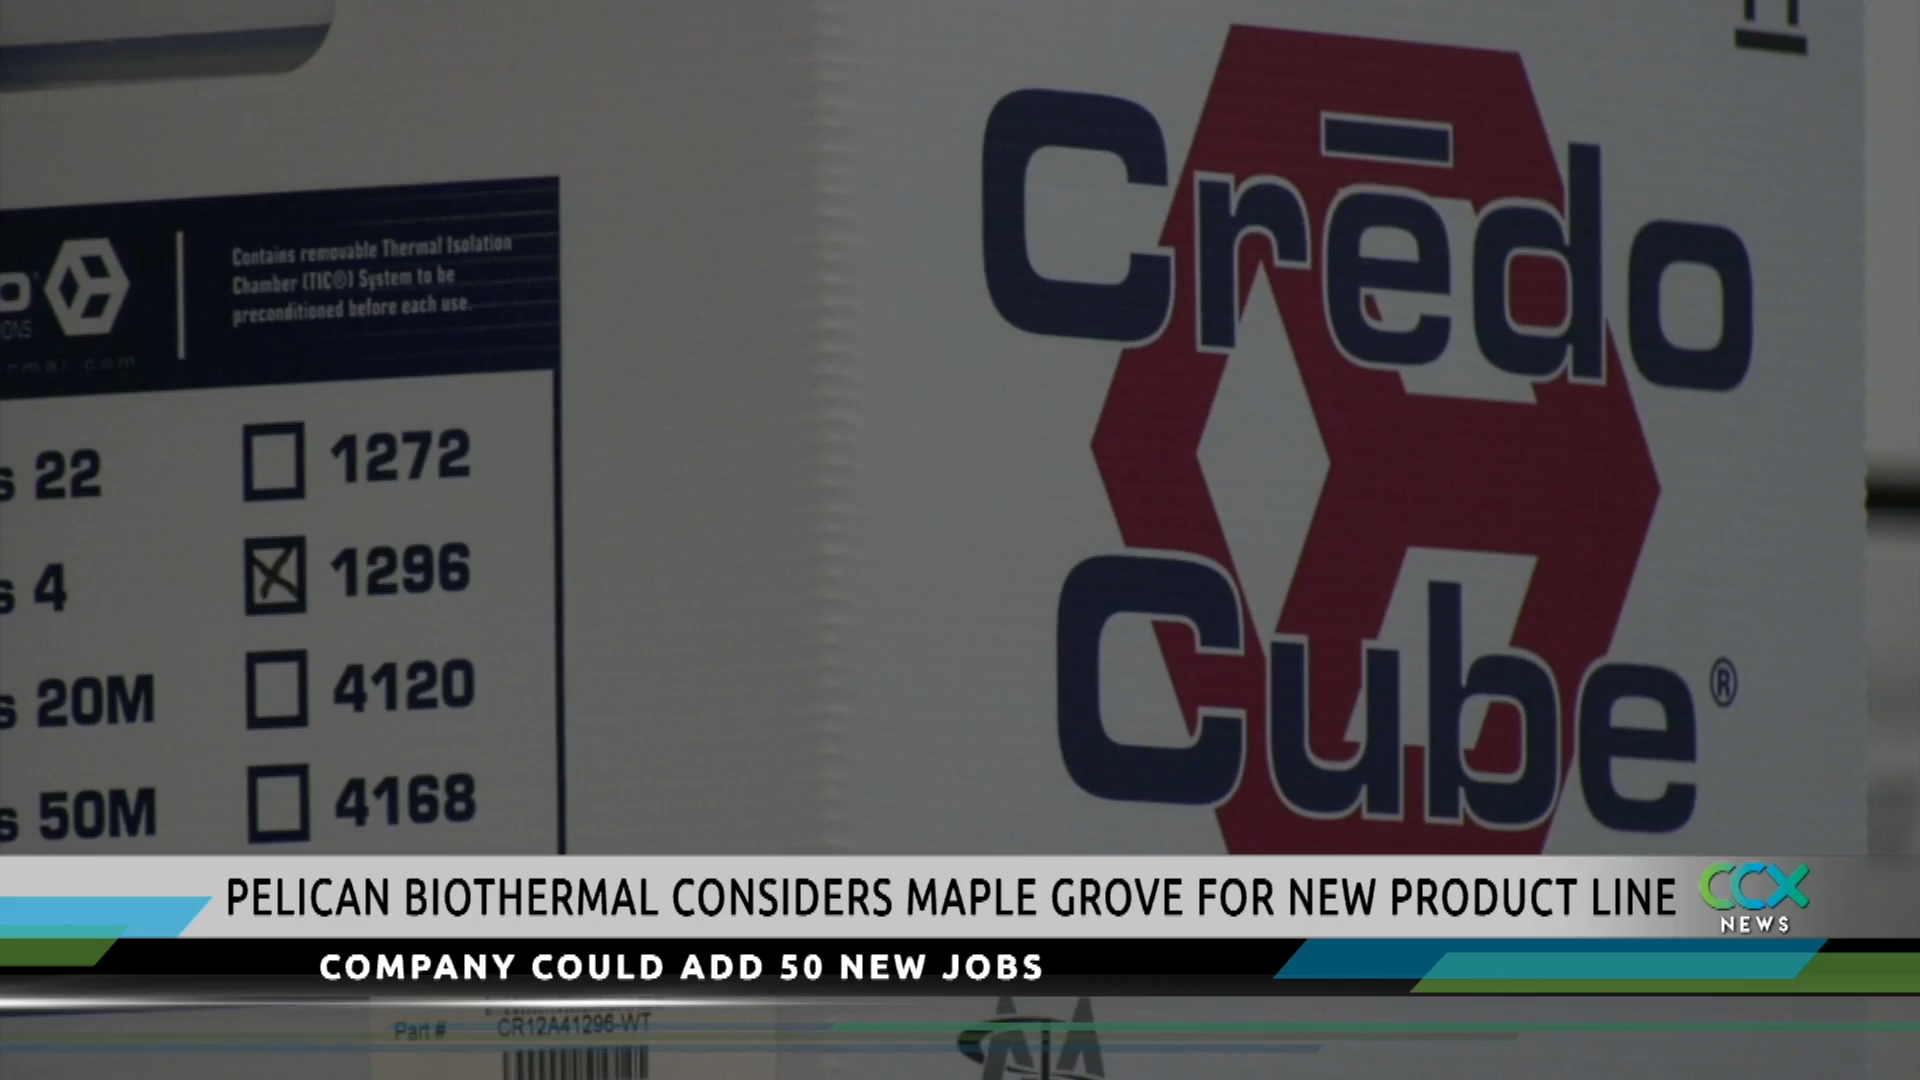 Contains removable Thermal Isolation
Chamber (TIC®) System to be
preconditioned before each use.
s 22
1272
s 4
1296
s 20M
4120
s 50M
4168
Crēdo
Cube®
PELICAN BIOTHERMAL CONSIDERS MAPLE GROVE FOR NEW PRODUCT LINE
CCX
NEWS
COMPANY COULD ADD 50 NEW JOBS
Part #
CR12A41296-WT